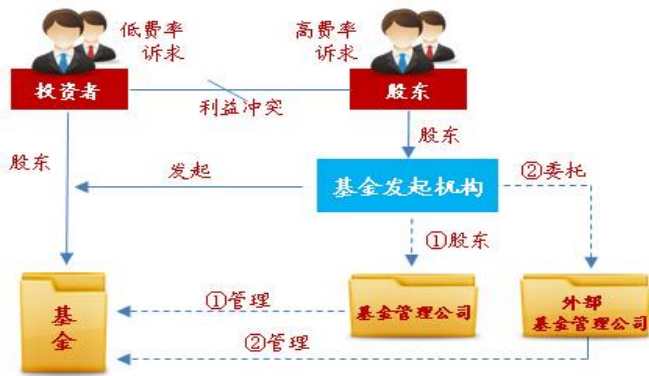 低费率
诉求
高费率
诉求
投资者
利益冲突
股东
股东
股东
发起
基金发起机构
②委托
①股东
基
金
①管理
基金管理公司
外部
基金管理公司
②管理